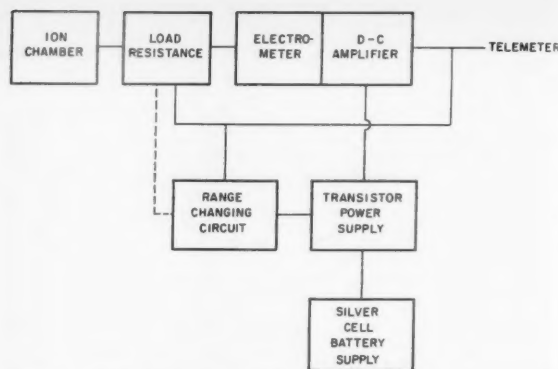 ION
CHAMBER
LOAD
RESISTANCE
ELECTRO-
METER
D-C
AMPLIFIER
TELEMETER
RANGE
CHANGING
CIRCUIT
TRANSISTOR
POWER
SUPPLY
SILVER
CELL
BATTERY
SUPPLY